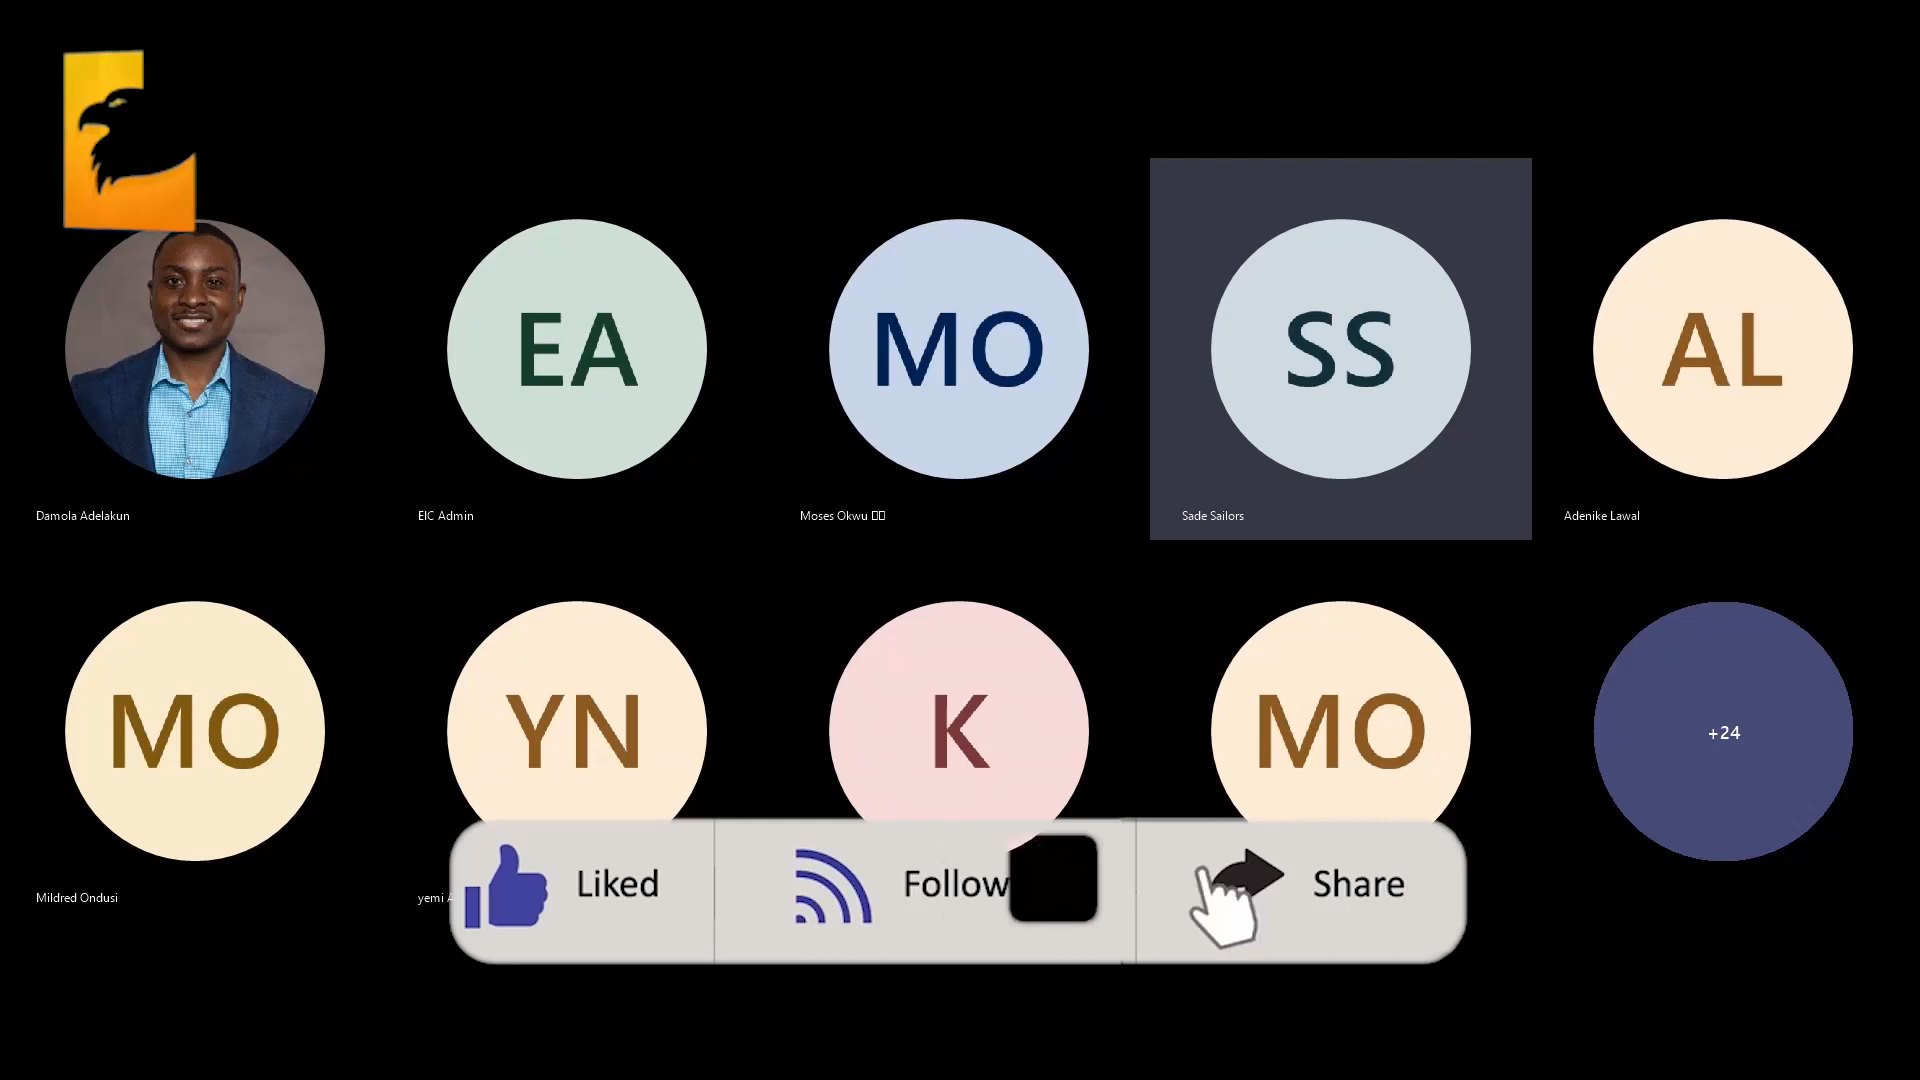 EA
MO
SS
AL
Damola Adelakun
EIC Admin
Moses Okwu
Sade Sailors
Adenike Lawal
MO
YN
K
MO
+24
Mildred Ondusi
yemi
Liked
Follow
Share